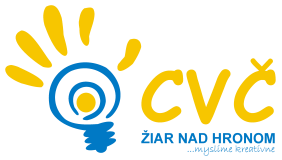 CVČ
ŽIAR NAD HRONOM
...myslíme kreatívne